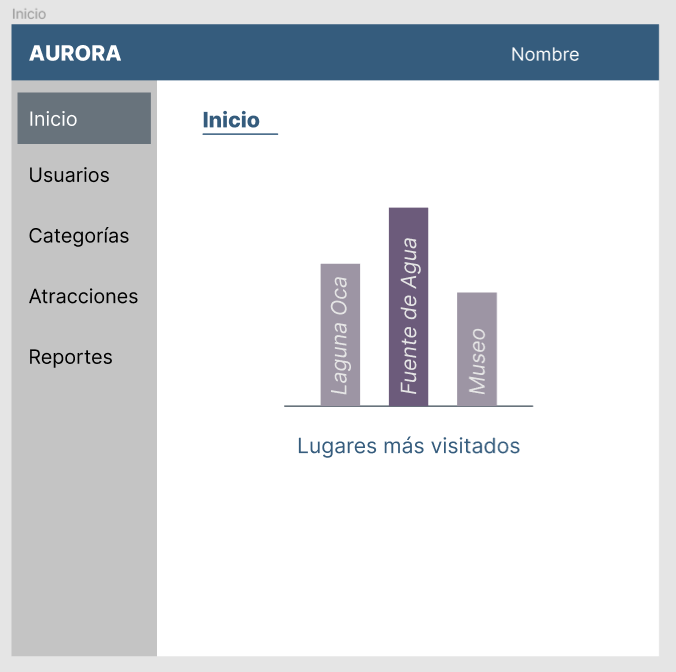 Inicio
AURORA
Nombre
Inicio
Usuarios
Categorías
Atracciones
Reportes
Inicio
Laguna Oca
Fuente de Agua
Museo
Lugares más visitados